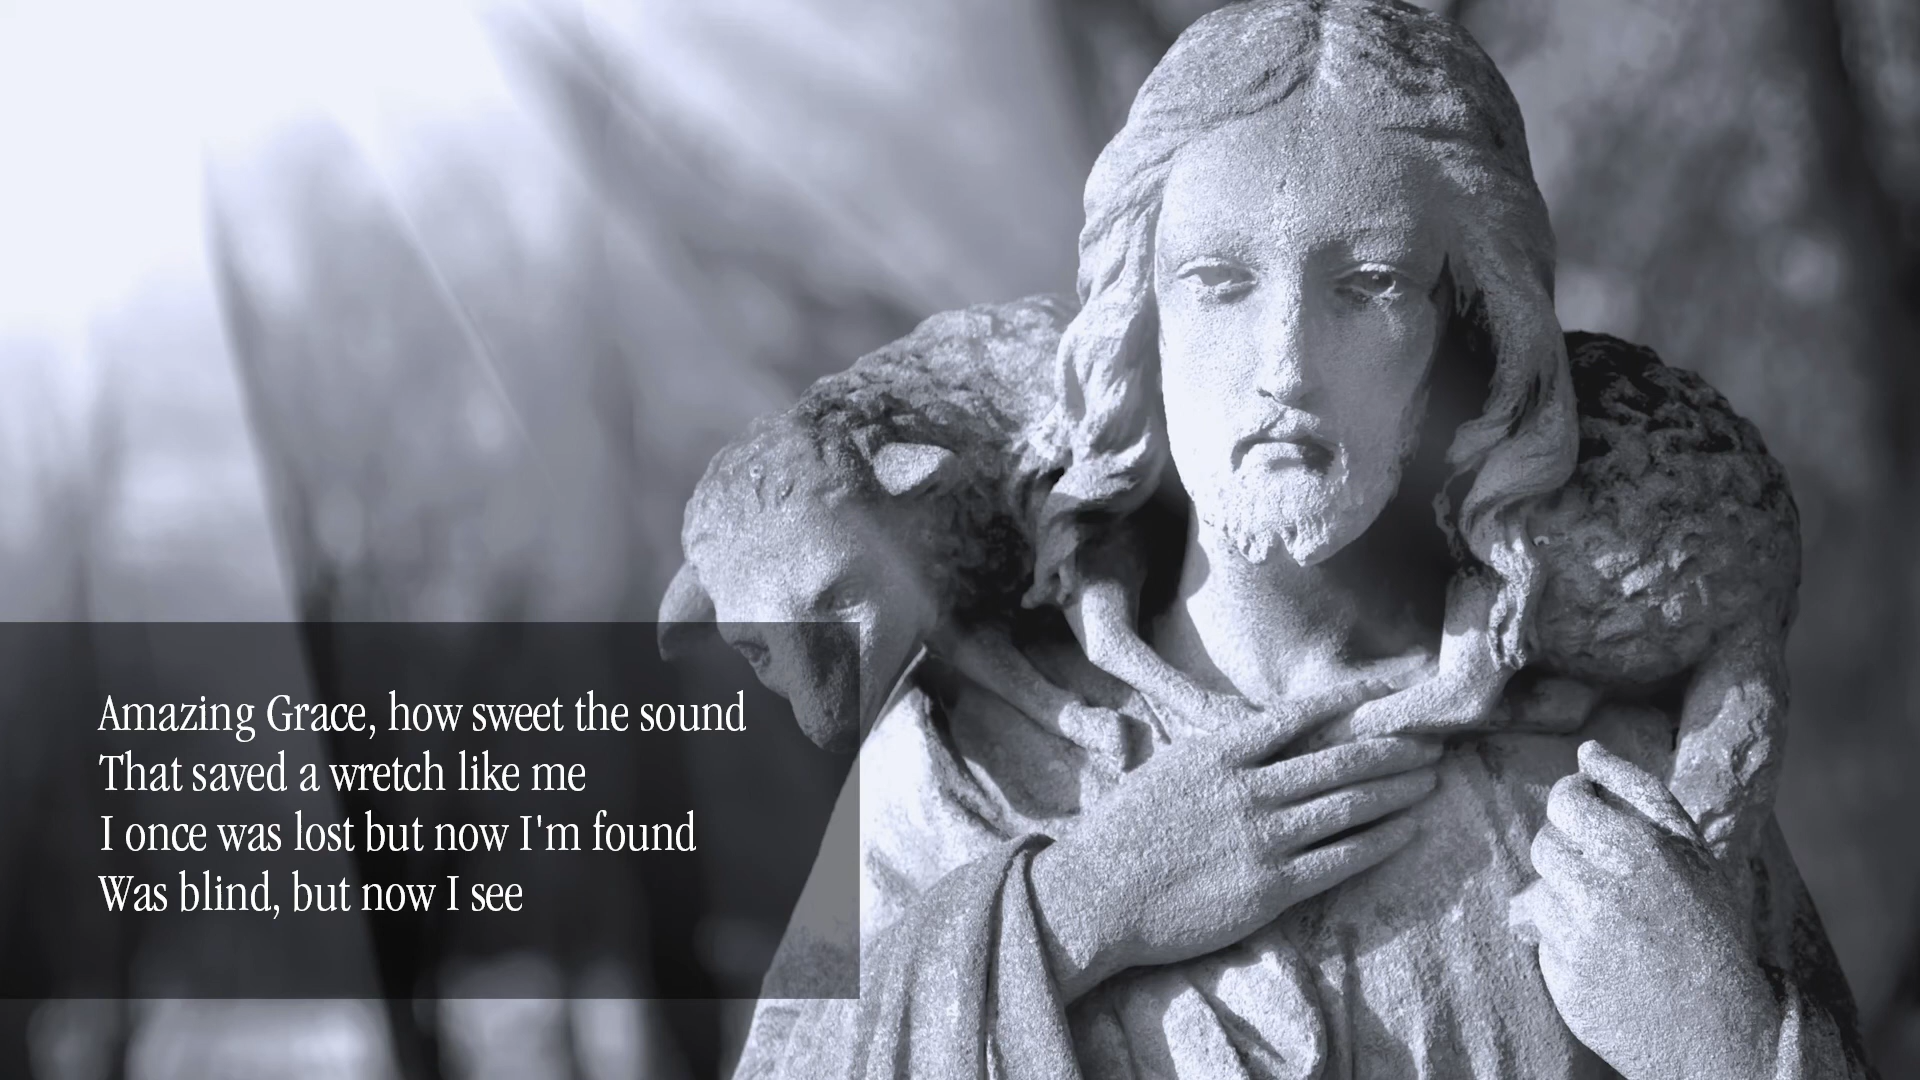 Amazing Grace, how sweet the sound
That saved a wretch like me
I once was lost but now I'm found
Was blind, but now I see